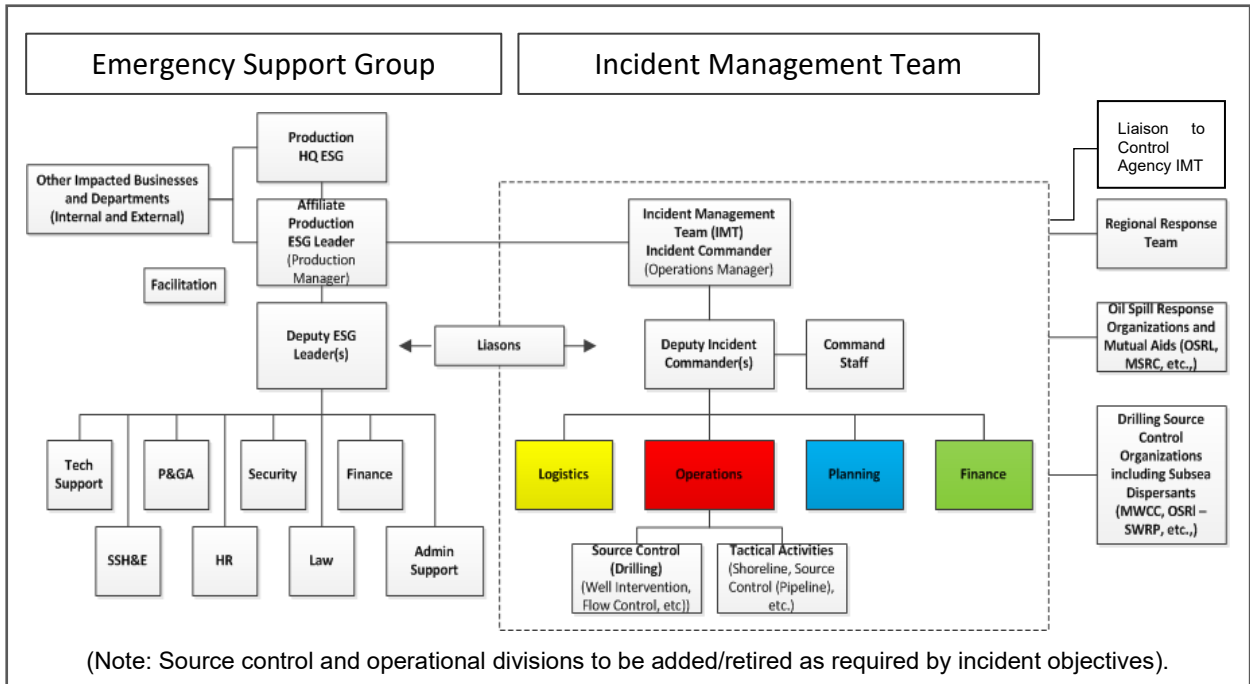 Emergency Support Group
Incident Management Team
Production
HQ ESG
Other Impacted Businesses
and Departments
(Internal and External)
Affiliate
Production
ESG Leader
(Production
Manager)
Facilitation
Deputy ESG
Leader(s)
Liasons
Tech
Support
P&GA
Security
Finance
SSH&E
HR
Law
Admin
Support
Incident Management
Team (IMT)
Incident Commander
(Operations Manager)
Deputy Incident
Commander(s)
Command
Staff
Logistics
Operations
Planning
Finance
Source Control
(Drilling)
(Well Intervention,
Flow Control, etc))
Tactical Activities
(Shoreline, Source
Control (Pipeline),
etc.)
Liaison to
Control
Agency IMT
Regional Response
Team
Oil Spill Response
Organizations and
Mutual Aids (OSRL,
MSRC, etc.,)
Drilling Source
Control
Organizations
including Subsea
Dispersants
(MWCC, OSRl –
SWRP, etc.,)
(Note: Source control and operational divisions to be added/retired as required by incident objectives).